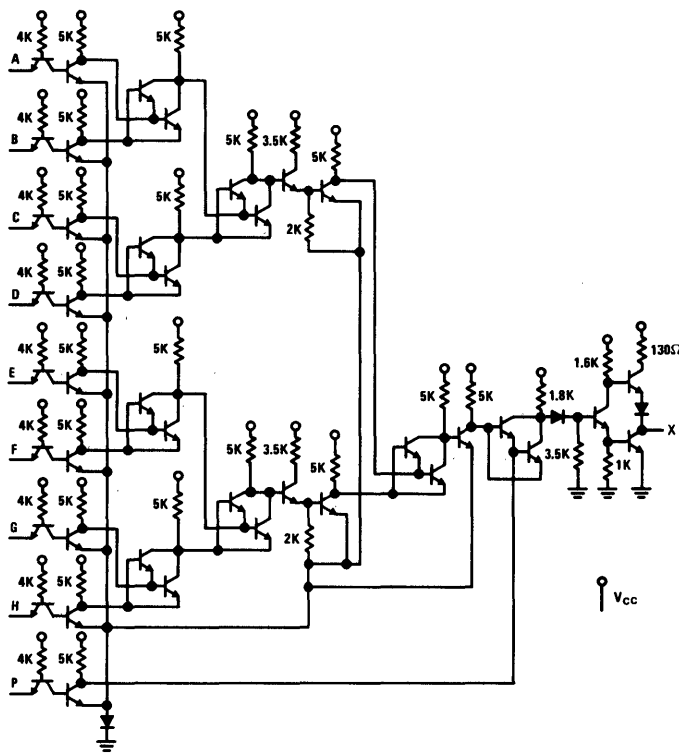 4K 5K 5K
A
4K 5K
B
4K 5K 5K
C
4K 5K
D
5K 3.5K 5K
2K
4K 5K 5K
E
4K 5K
F
4K 5K 5K
G
4K 5K
H
4K 5K
P
5K 3.5K 5K
2K
5K 5K
1.8K
3.5K
1.6K
130Ω
1K
X
VCC